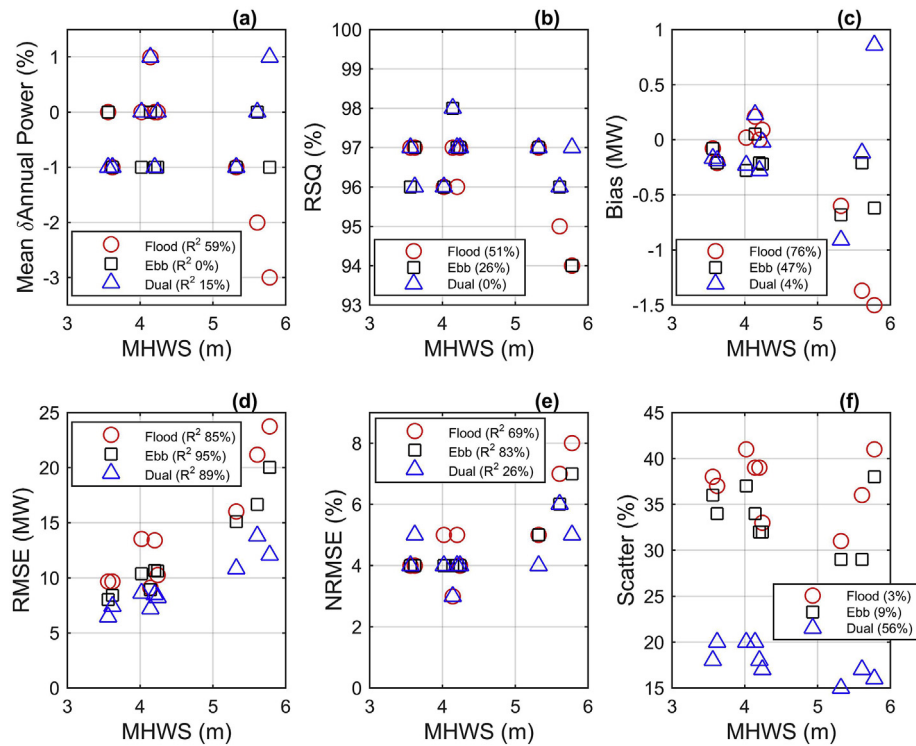 (a)
Mean δAnnual Power (%)
1
0
-1
-2
-3
Flood (R² 59%)
Ebb (R² 0%)
Dual (R² 15%)
3 4 5 6
MHWS (m)
(b)
RSQ (%)
100
99
98
97
96
95
94
93
Flood (51%)
Ebb (26%)
Dual (0%)
3 4 5 6
MHWS (m)
(c)
Bias (MW)
1
0.5
0
-0.5
-1
-1.5
Flood (76%)
Ebb (47%)
Dual (4%)
3 4 5 6
MHWS (m)
(d)
RMSE (MW)
25
20
15
10
5
0
Flood (R² 85%)
Ebb (R² 95%)
Dual (R² 89%)
3 4 5 6
MHWS (m)
(e)
NRMSE (%)
8
6
4
2
0
Flood (R² 69%)
Ebb (R² 83%)
Dual (R² 26%)
3 4 5 6
MHWS (m)
(f)
Scatter (%)
45
40
35
30
25
20
15
Flood (3%)
Ebb (9%)
Dual (56%)
3 4 5 6
MHWS (m)